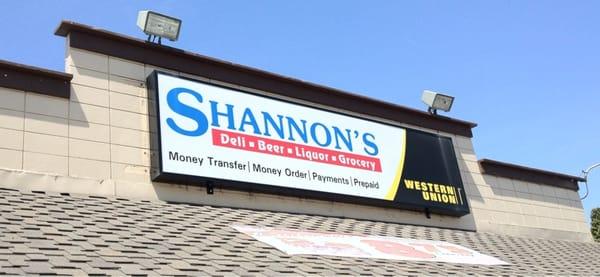 SHANNON'S
Deli ▪ Beer ▪ Liquor ▪ Grocery
Money Transfer | Money Order | Payments | Prepaid
WESTERN
UNION